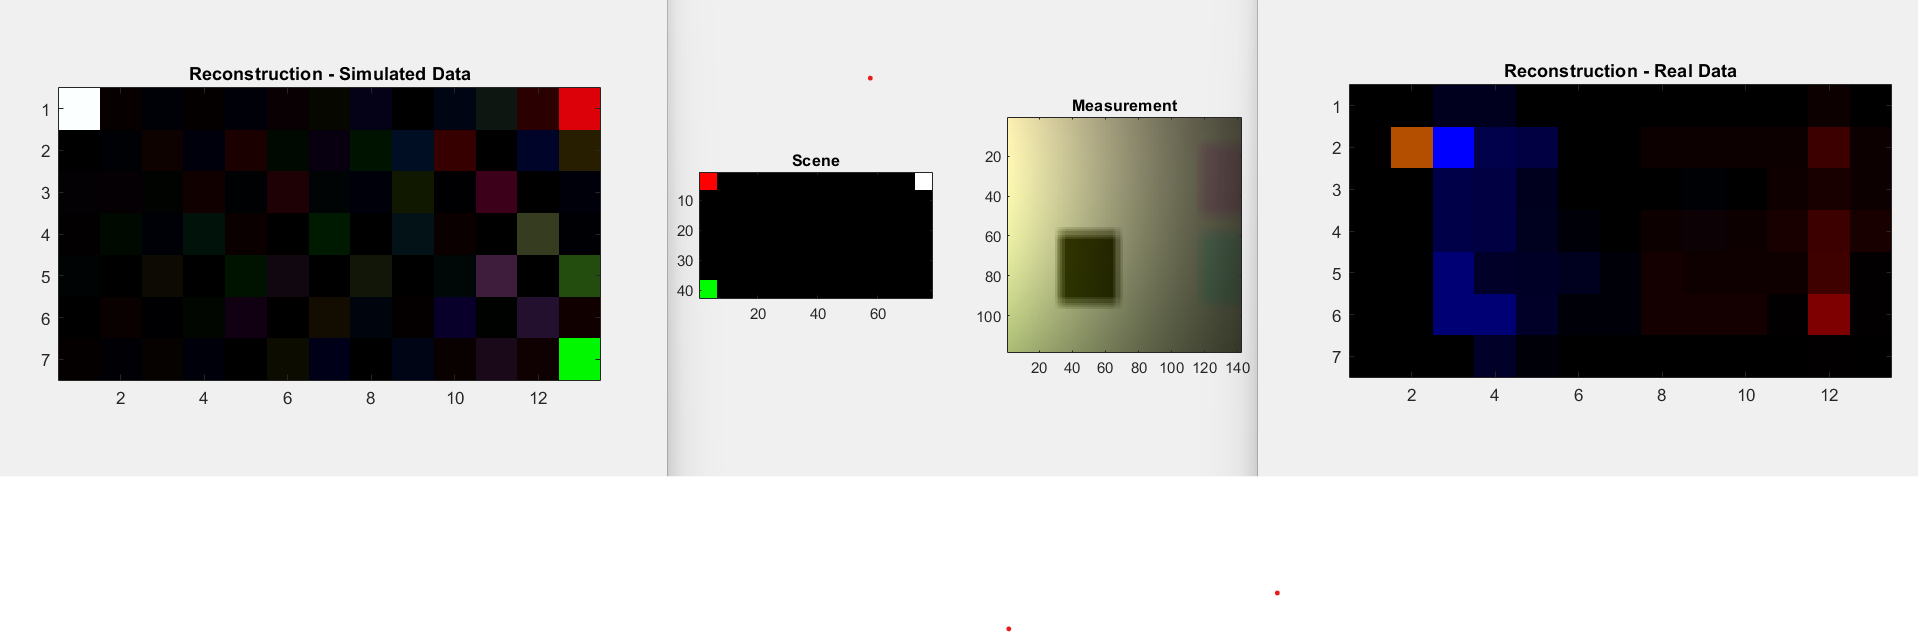 Reconstruction - Simulated Data
1
2
3
4
5
6
7
2 4 6 8 10 12
Scene
10
20
30
40
20 40 60
Measurement
20
40
60
80
100
20 40 60 80 100 120 140
Reconstruction - Real Data
1
2
3
4
5
6
7
2 4 6 8 10 12